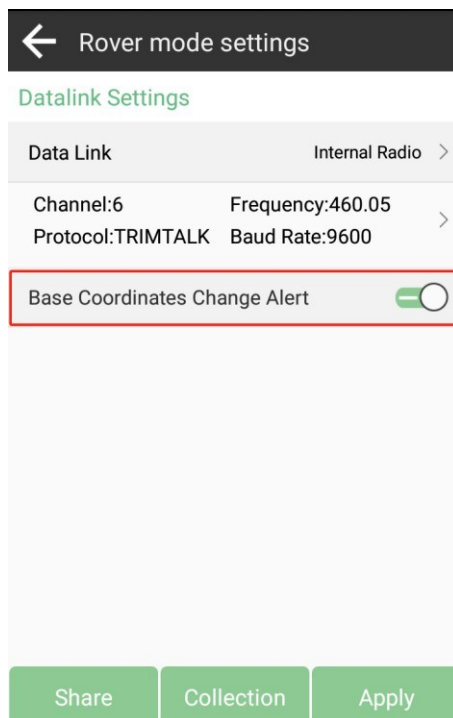 Rover mode settings
Datalink Settings
Data Link Internal Radio
Channel:6 Frequency:460.05
Protocol:TRIMTALK Baud Rate:9600
Base Coordinates Change Alert
Share Collection Apply